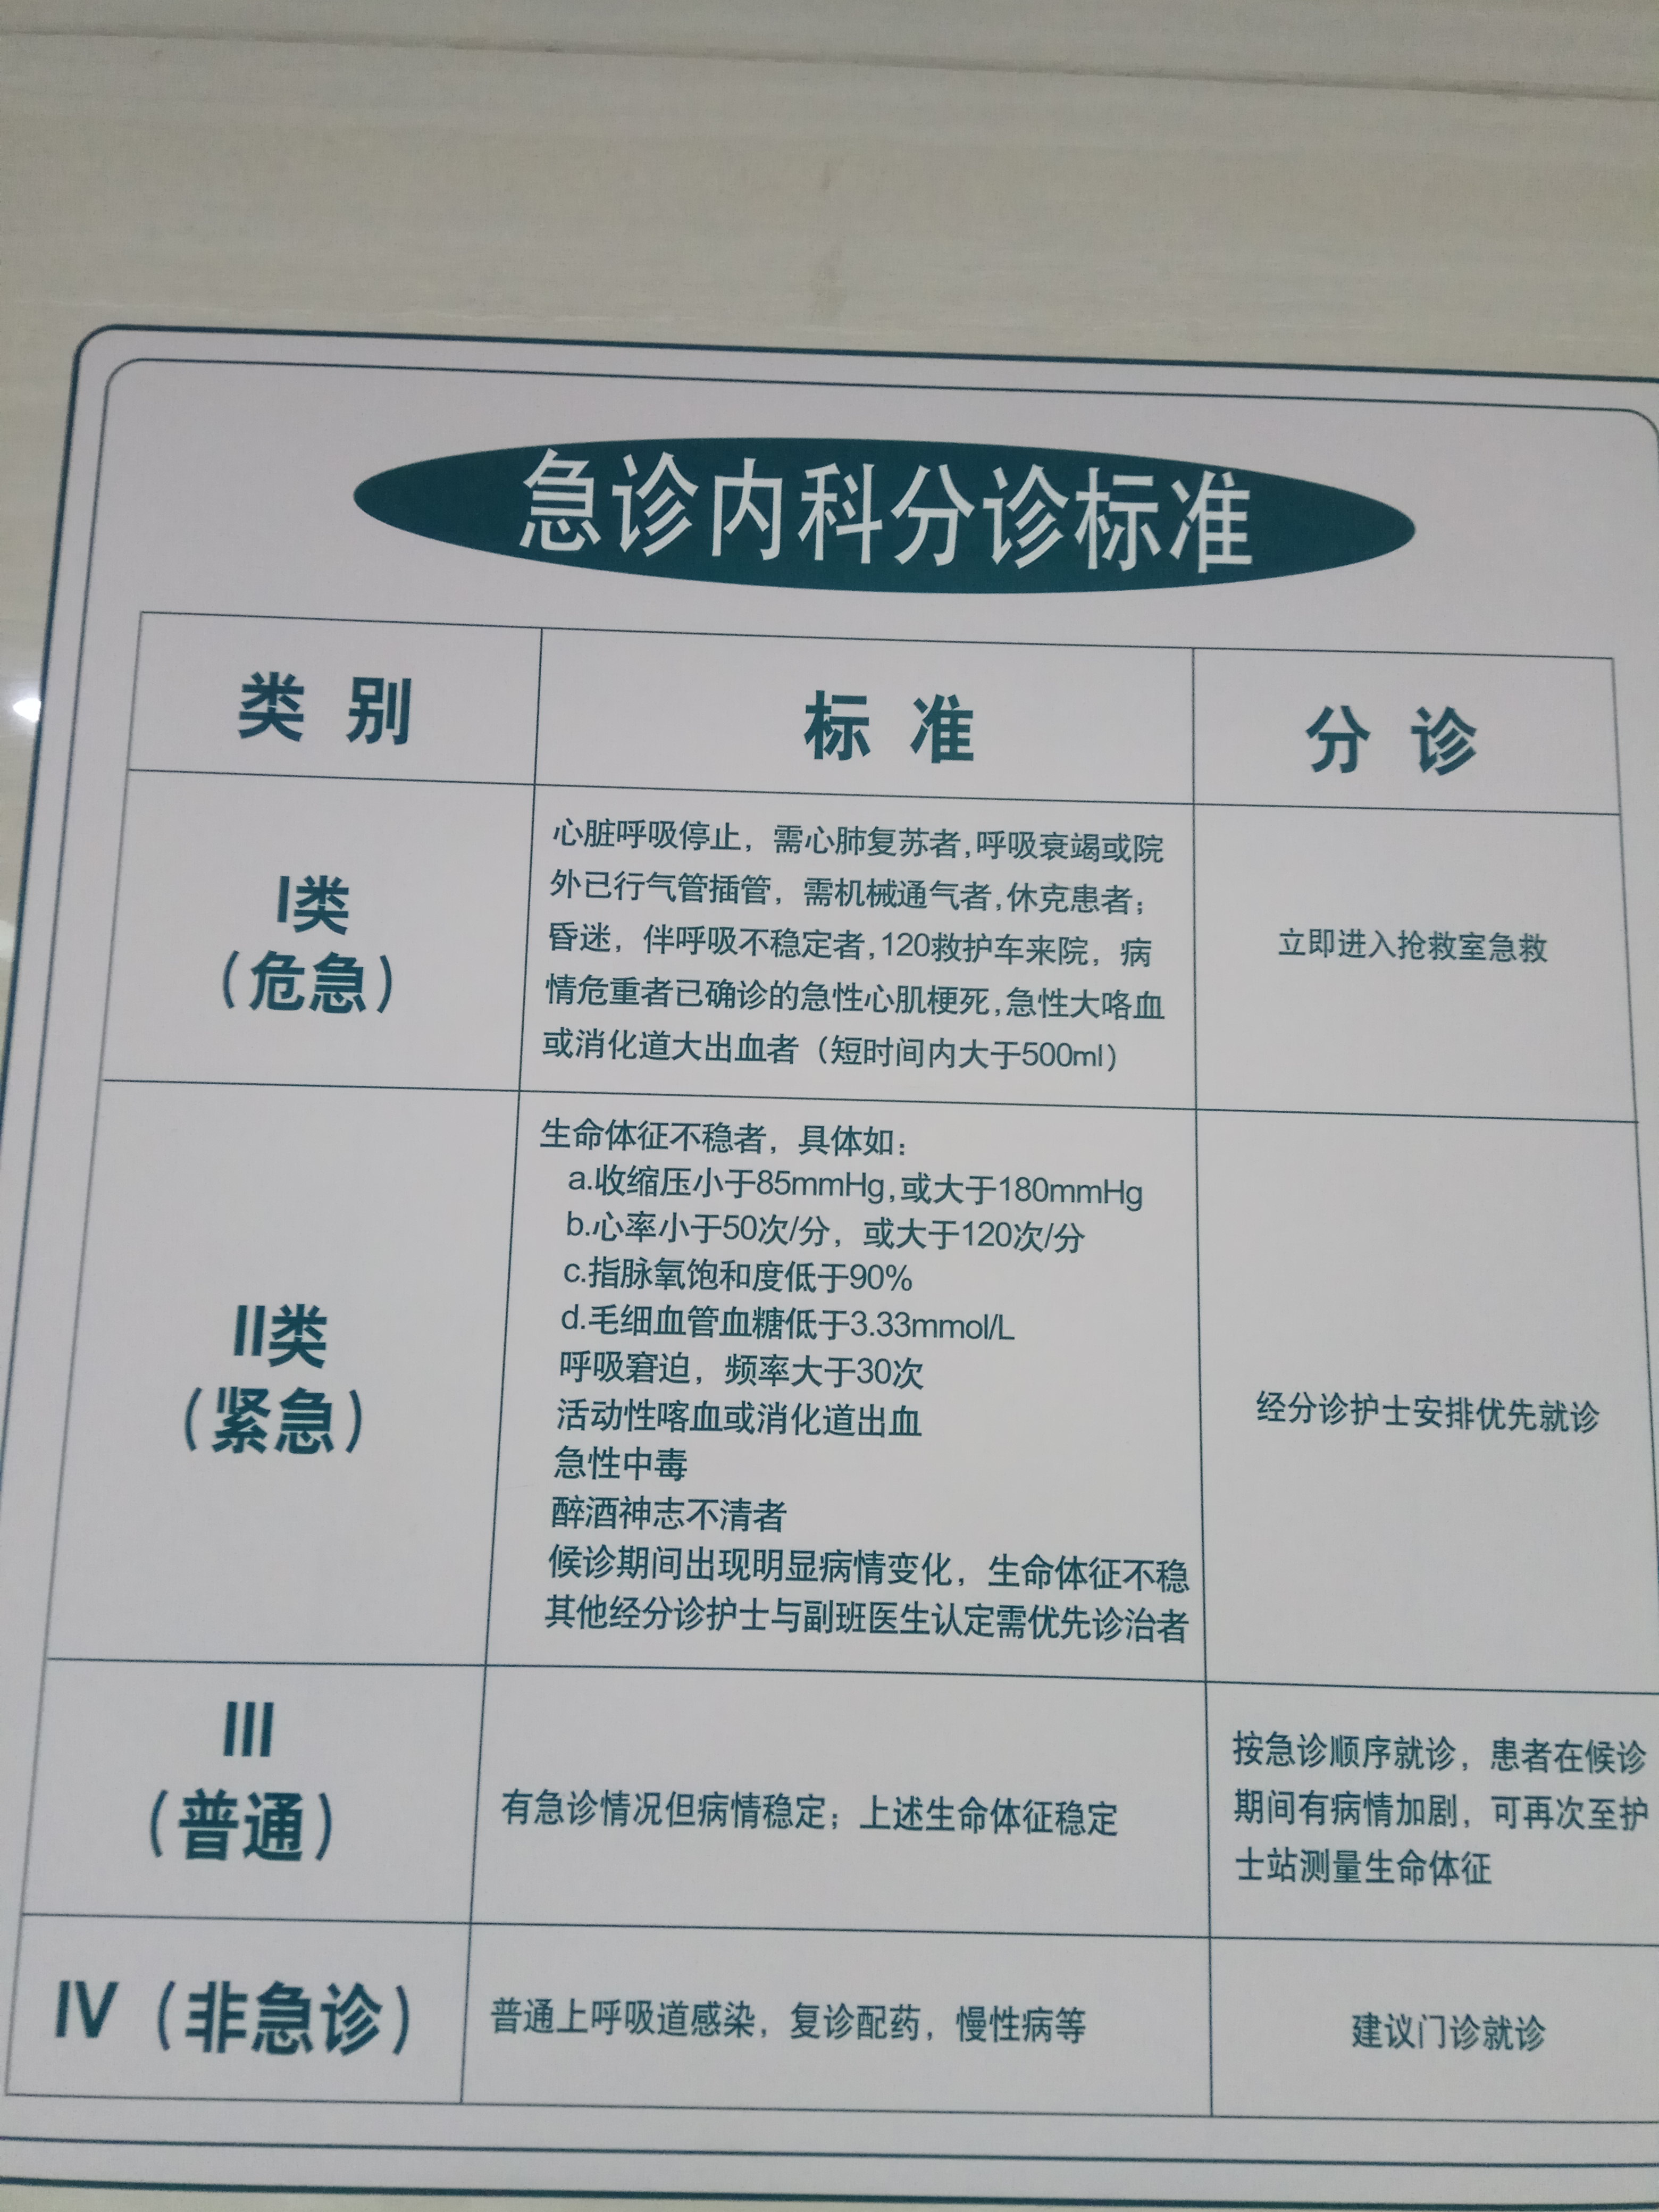 急诊内科分诊标准
类别
标准
分诊
I类
（危急）
心脏呼吸停止，需心肺复苏者,呼吸衰竭或院
外已行气管插管，需机械通气者,休克患者；
昏迷，伴呼吸不稳定者,120救护车来院，病
情危重者已确诊的急性心肌梗死,急性大咯血
或消化道大出血者（短时间内大于500ml）
立即进入抢救室急救
II类
（紧急）
生命体征不稳者，具体如：
a.收缩压小于85mmHg,或大于180mmHg
b.心率小于50次/分，或大于120次/分
c.指脉氧饱和度低于90%
d.毛细血管血糖低于3.33mmol/L
呼吸窘迫，频率大于30次
活动性喀血或消化道出血
急性中毒
醉酒神志不清者
候诊期间出现明显病情变化，生命体征不稳
其他经分诊护士与副班医生认定需优先诊治者
经分诊护士安排优先就诊
III
（普通）
有急诊情况但病情稳定；上述生命体征稳定
按急诊顺序就诊，患者在候诊
期间有病情加剧，可再次至护
士站测量生命体征
IV（非急诊）
普通上呼吸道感染，复诊配药，慢性病等
建议门诊就诊